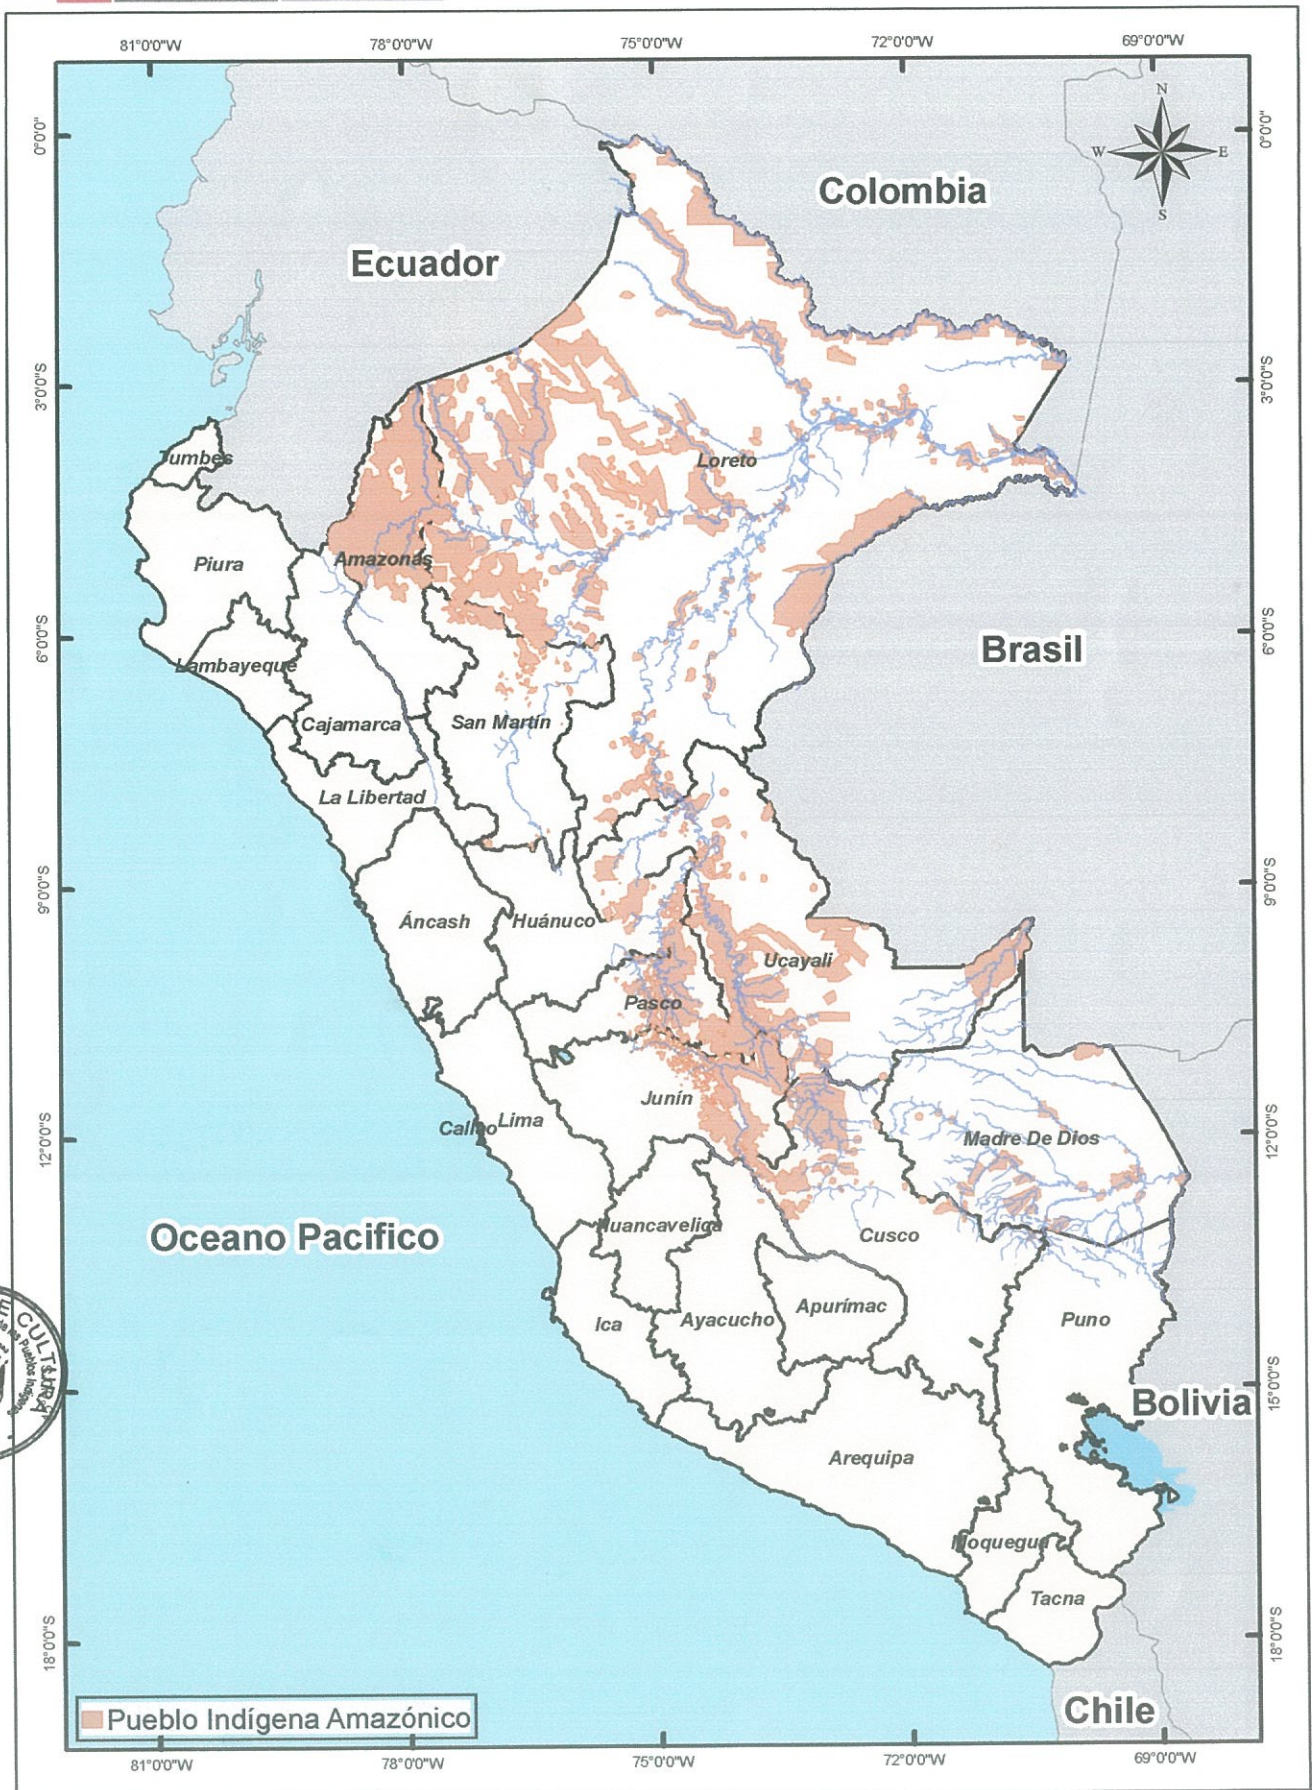 81°0'0"W 78°0'0"W 75°0'0"W 72°0'0"W 69°0'0"W
0°0'0" 0°0'0"
N
W E
S
Colombia
Ecuador
3°0'0"S 3°0'0"S
Tumbes
Loreto
Piura
Amazonas
6°0'0"S 6°0'0"S
Brasil
Lambayeque
Cajamarca
San Martín
La Libertad
9°0'0"S 9°0'0"S
Áncash
Huánuco
Ucayali
Pasco
Junín
Lima
Callao
12°0'0"S 12°0'0"S
Madre De Dios
Huancavelica
Cusco
Oceano Pacifico
Apurímac
Ayacucho
Ica
Puno
CULTURA
Pueblos Indígena
15°0'0"S
Bolivia
Arequipa
Moquegua
Tacna
18°0'0"S 18°0'0"S
Chile
Pueblo Indígena Amazónico
81°0'0"W 78°0'0"W 75°0'0"W 72°0'0"W 69°0'0"W